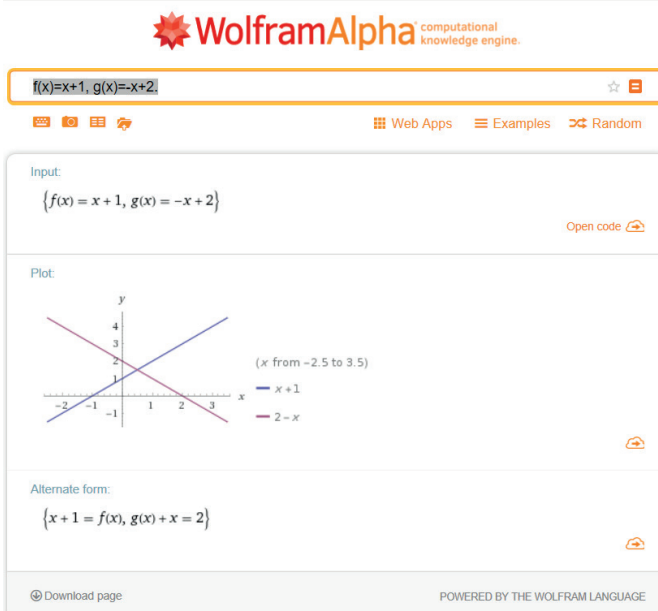 WolframAlpha computational
knowledge engine.
f(x)=x+1, g(x)=-x+2.
Web Apps Examples Random
Input:
{f(x) = x + 1, g(x) = −x + 2}
Open code
Plot:
y
4
3
2
1
−2 −1 1 2 3 x
−1
(x from −2.5 to 3.5)
x+1
2−x
Alternate form:
{x + 1 = f(x), g(x) + x = 2}
Download page POWERED BY THE WOLFRAM LANGUAGE